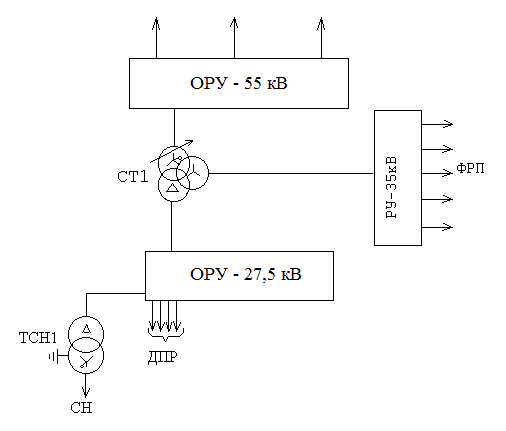 ОРУ - 55 кВ
СТ1
РУ-35кВ
ФРП
ОРУ - 27,5 кВ
ТСН1
ДПР
СН